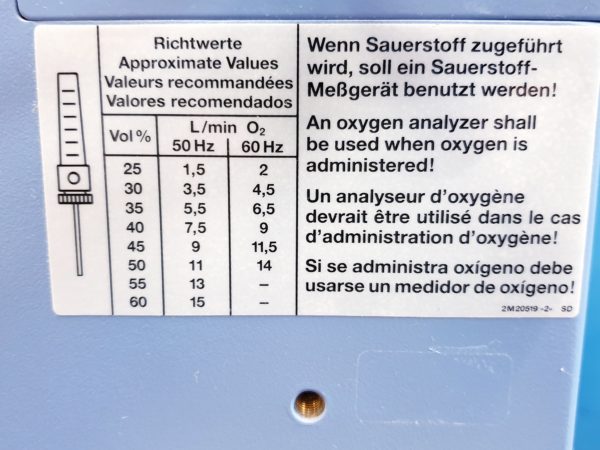 Richtwerte
Approximate Values
Valeurs recommandées
Valores recomendados
Vol % L/min O2
50 Hz 60 Hz
25 1,5 2
30 3,5 4,5
35 5,5 6,5
40 7,5 9
45 9 11,5
50 11 14
55 13 –
60 15 –
Wenn Sauerstoff zugeführt
wird, soll ein Sauerstoff-
Meßgerät benutzt werden!
An oxygen analyzer shall
be used when oxygen is
administered!
Un analyseur d'oxygène
devrait être utilisé dans le cas
d'administration d'oxygène!
Si se administra oxígeno debe
usarse un medidor de oxígeno!
2M20519 -2- SD